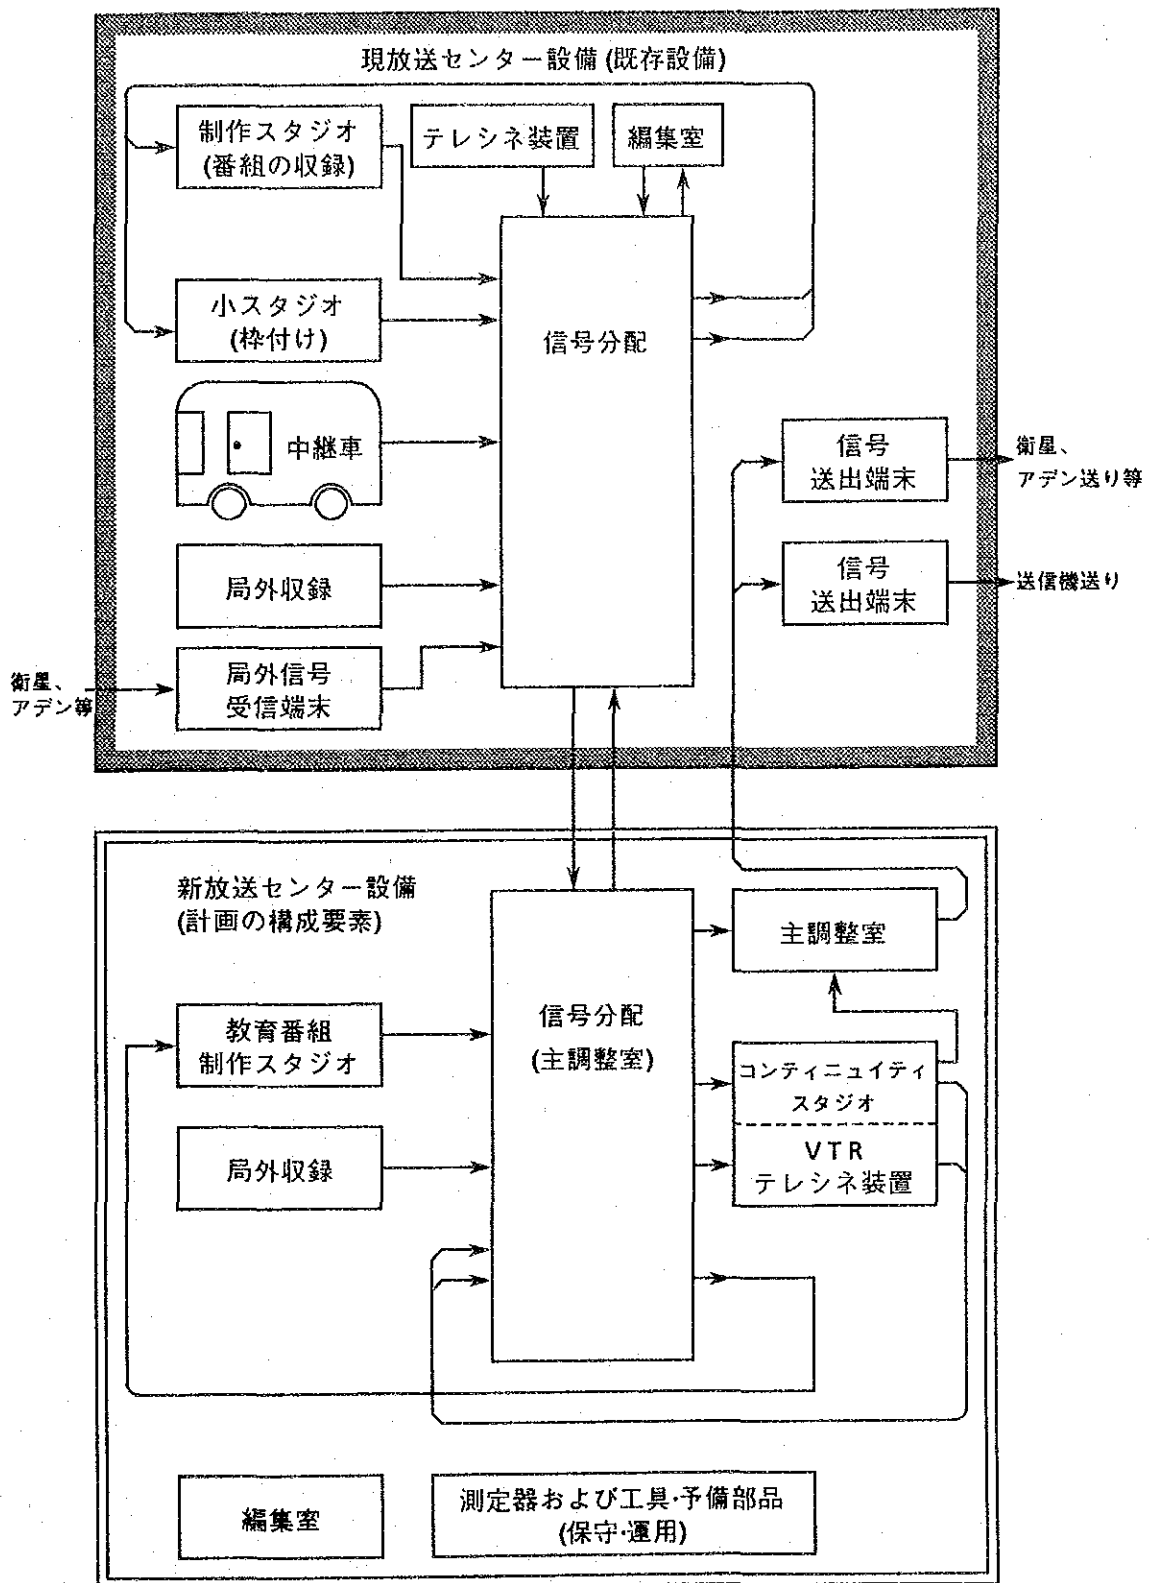 現放送センター設備 (既存設備)
制作スタジオ
(番組の収録)
テレシネ装置
編集室
小スタジオ
(枠付け)
信号分配
中継車
局外収録
局外信号
受信端末
衛星、
アデン等
信号
送出端末
衛星、
アデン送り等
信号
送出端末
送信機送り
新放送センター設備
(計画の構成要素)
教育番組
制作スタジオ
局外収録
信号分配
(主調整室)
主調整室
コンティニュイティ
スタジオ
VTR
テレシネ装置
編集室
測定器および工具・予備部品
(保守・運用)